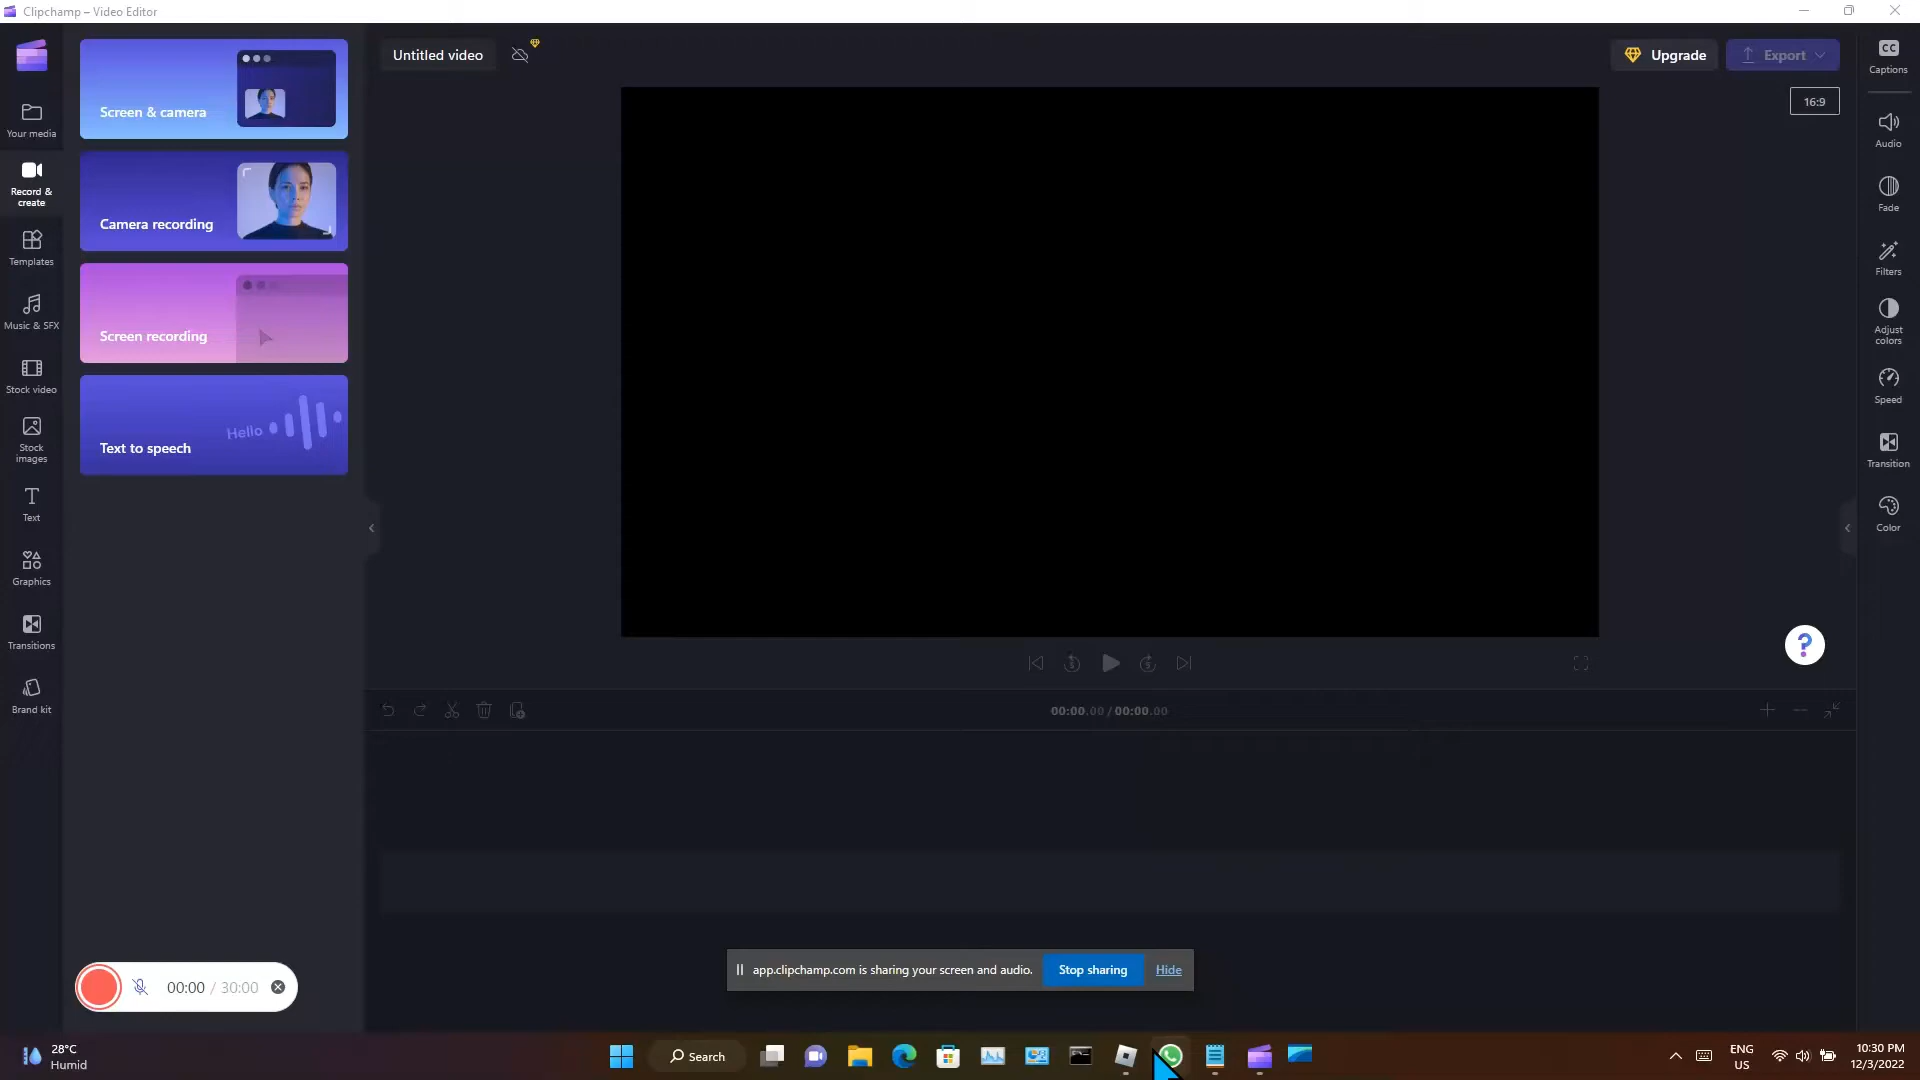 Clipchamp – Video Editor
Your media
Record &
create
Templates
Music & SFX
Stock video
Stock
images
Text
Graphics
Transitions
Brand kit
Screen & camera
Camera recording
Screen recording
Hello
Text to speech
Untitled video
Upgrade
Export
16:9
CC
Captions
Audio
Fade
Filters
Adjust
colors
Speed
Transition
Color
?
5
5
00:00.00 / 00:00.00
00:00 / 30:00
app.clipchamp.com is sharing your screen and audio.
Stop sharing
Hide
28°C
Humid
Search
ENG
US
10:30 PM
12/3/2022